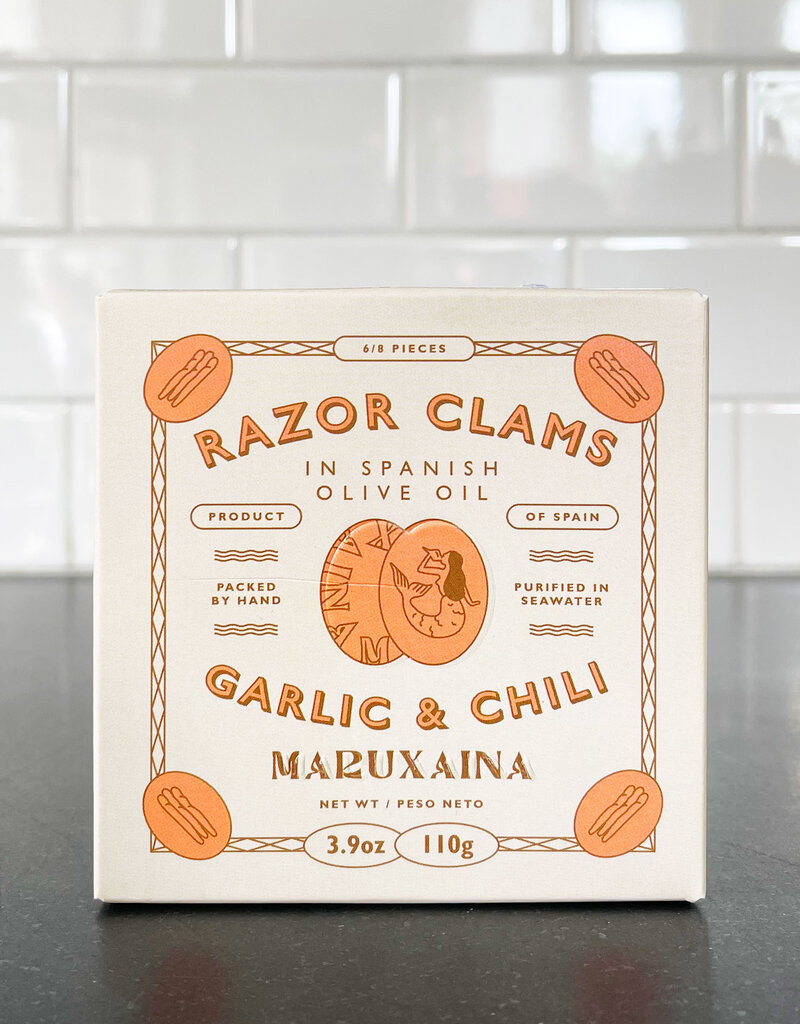 6/8 PIECES
RAZOR CLAMS
IN SPANISH
OLIVE OIL
PRODUCT
OF SPAIN
PACKED
BY HAND
PURIFIED IN
SEAWATER
GARLIC & CHILI
MARUXAINA
NET WT / PESO NETO
3.9oz 110g